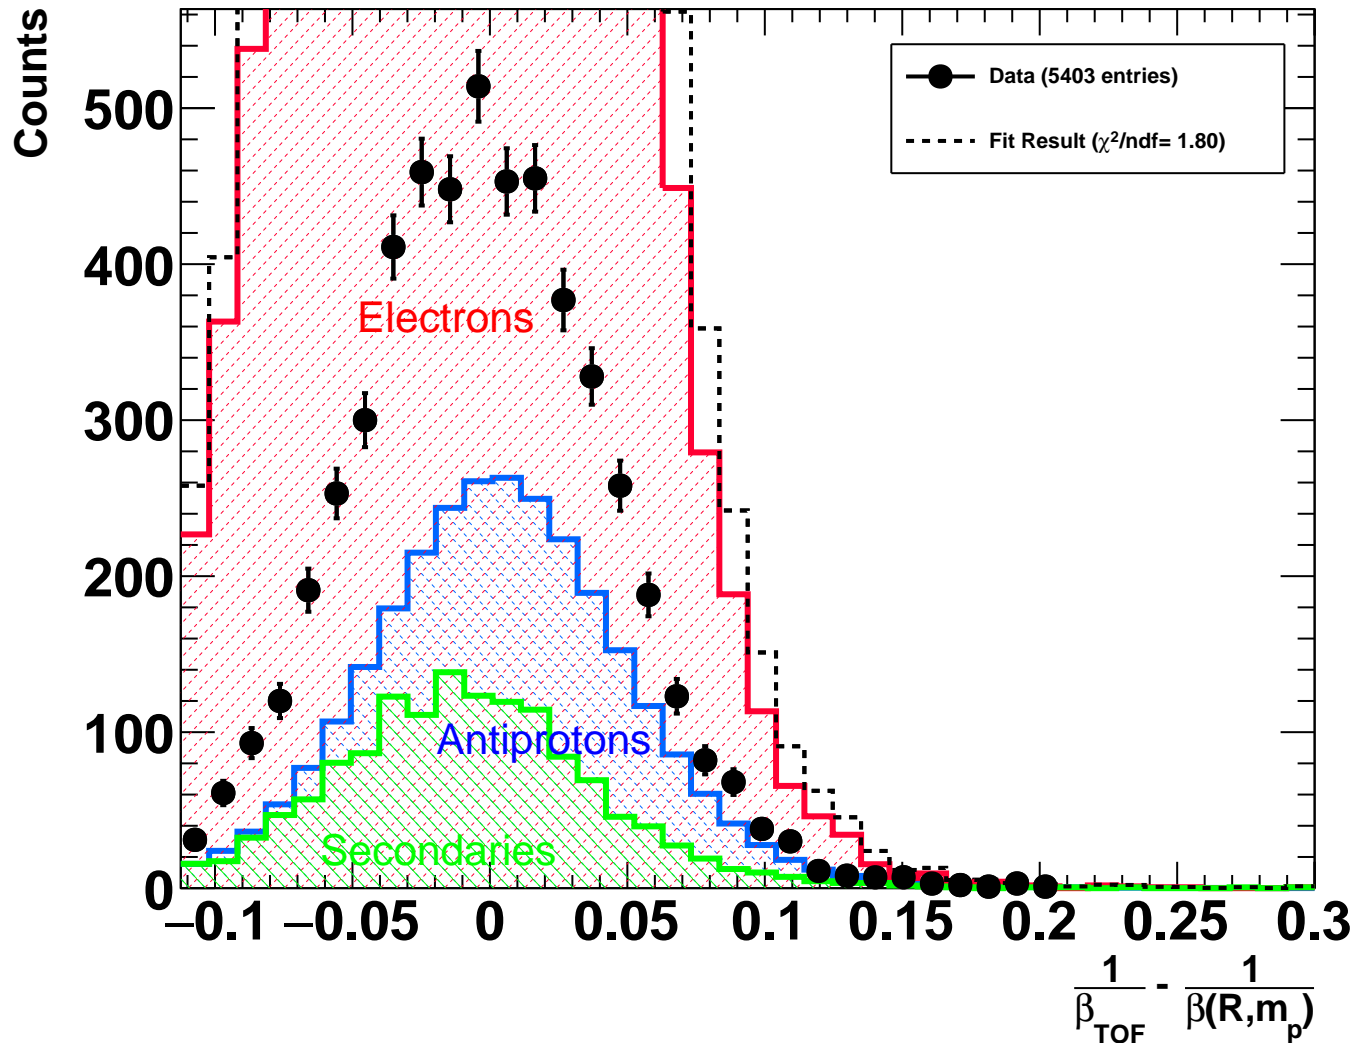 Counts
500
400
300
200
100
0
Data (5403 entries)
Fit Result (χ²/ndf= 1.80)
Electrons
Antiprotons
Secondaries
−0.1 −0.05 0 0.05 0.1 0.15 0.2 0.25 0.3
1/β_TOF - 1/β(R,m_p)